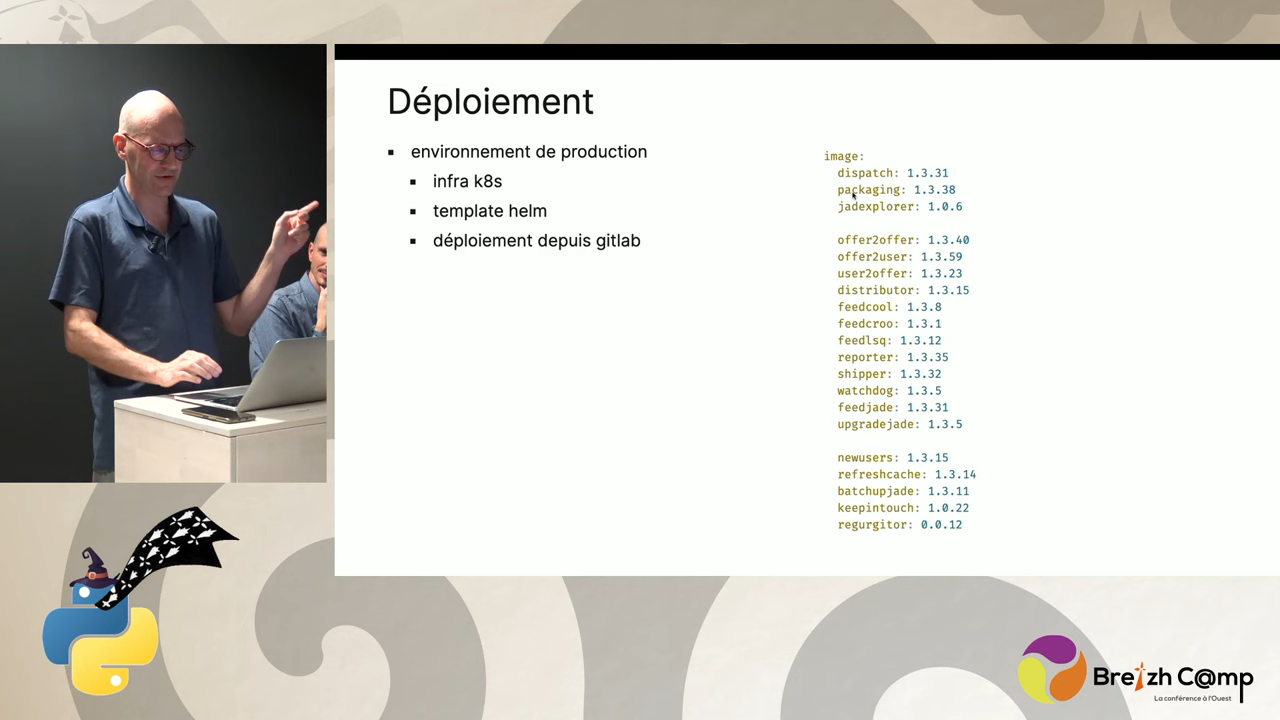 Déploiement
environnement de production
infra k8s
template helm
déploiement depuis gitlab
image:
dispatch: 1.3.31
packaging: 1.3.38
jadexplorer: 1.0.6
offer2offer: 1.3.40
offer2user: 1.3.59
user2offer: 1.3.23
distributor: 1.3.15
feedcool: 1.3.8
feedcroo: 1.3.1
feedlsq: 1.3.12
reporter: 1.3.35
shipper: 1.3.32
watchdog: 1.3.5
feedjade: 1.3.31
upgradejade: 1.3.5
newusers: 1.3.15
refreshcache: 1.3.14
batchupjade: 1.3.11
keepintouch: 1.0.22
regurgitor: 0.0.12
Breizh C@mp
La conférence à l'Ouest